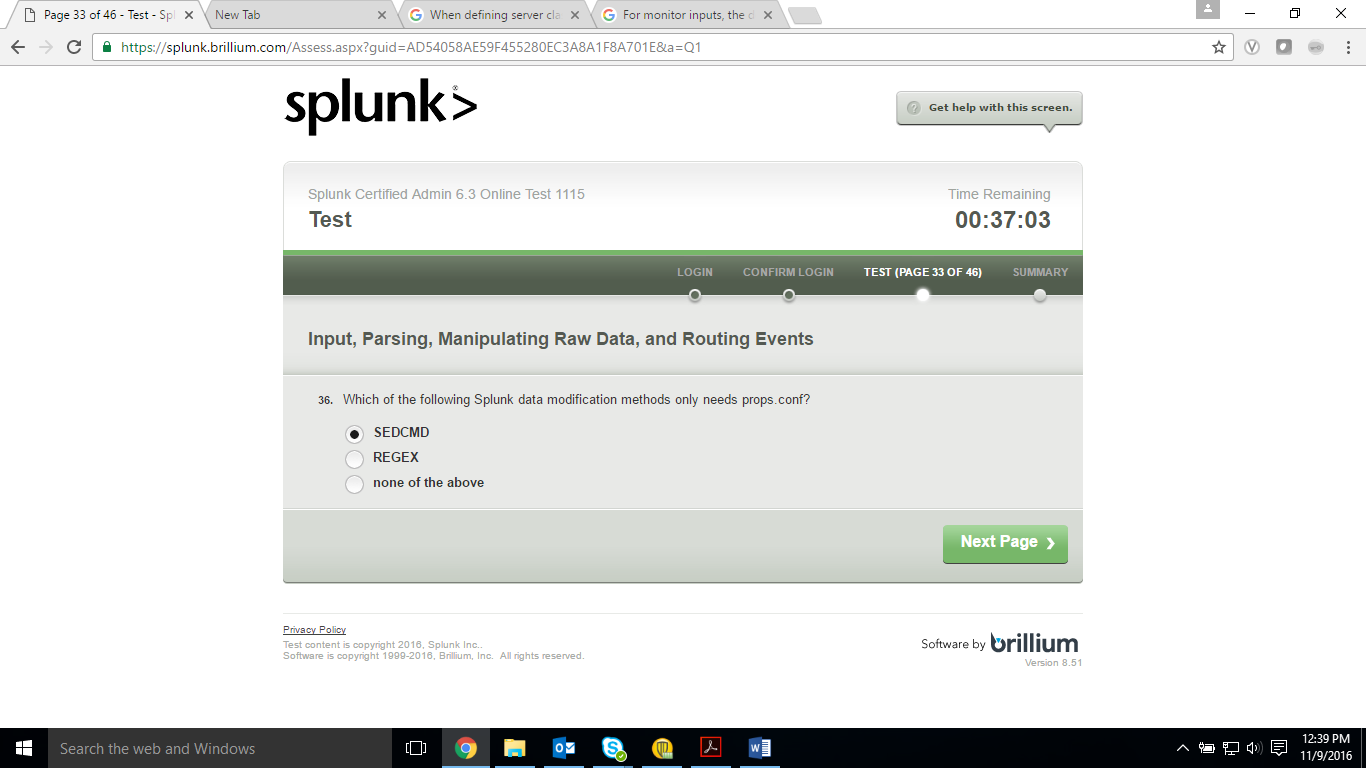 Page 33 of 46 - Test - Spl
New Tab
When defining server cla
For monitor inputs, the d
https://splunk.brillium.com/Assess.aspx?guid=AD54058AE59F455280EC3A8A1F8A701E&a=Q1
splunk>
Get help with this screen.
Splunk Certified Admin 6.3 Online Test 1115
Time Remaining
Test
00:37:03
LOGIN
CONFIRM LOGIN
TEST (PAGE 33 OF 46)
SUMMARY
Input, Parsing, Manipulating Raw Data, and Routing Events
36. Which of the following Splunk data modification methods only needs props.conf?
SEDCMD
REGEX
none of the above
Next Page
Privacy Policy
Test content is copyright 2016, Splunk Inc..
Software is copyright 1999-2016, Brillium, Inc. All rights reserved.
Software by brillium
Version 8.51
Search the web and Windows
12:39 PM
11/9/2016